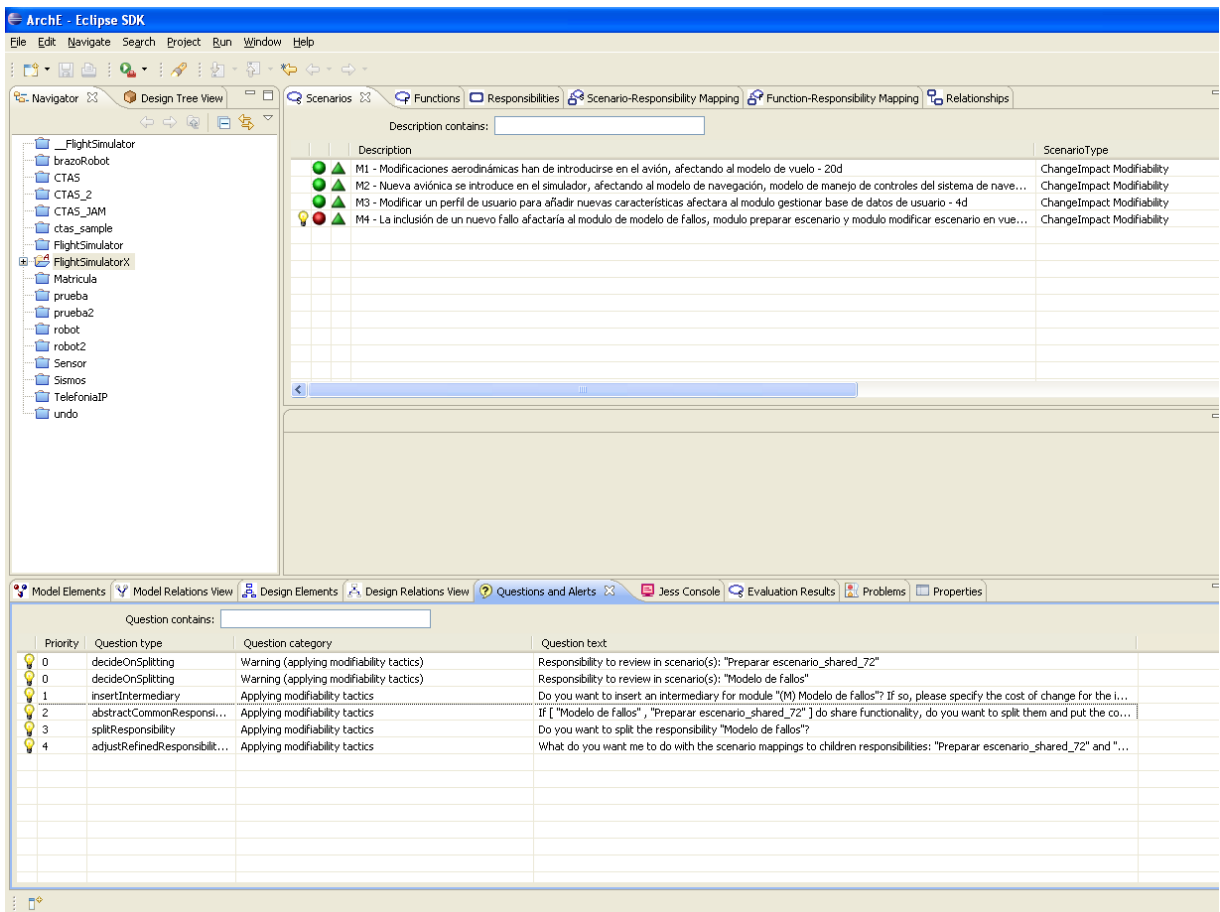 ArchE - Eclipse SDK
File Edit Navigate Search Project Run Window Help
Navigator Design Tree View
__FlightSimulator
brazoRobot
CTAS
CTAS_2
CTAS_JAM
ctas_sample
FlightSimulator
FlightSimulatorX
Matricula
prueba
prueba2
robot
robot2
Sensor
Sismos
TelefoniaIP
undo
Scenarios Functions Responsibilities Scenario-Responsibility Mapping Function-Responsibility Mapping Relationships
Description contains:
Description ScenarioType
M1 - Modificaciones aerodinámicas han de introducirse en el avión, afectando al modelo de vuelo - 20d ChangeImpact Modifiability
M2 - Nueva aviónica se introduce en el simulador, afectando al modelo de navegación, modelo de manejo de controles del sistema de nave... ChangeImpact Modifiability
M3 - Modificar un perfil de usuario para añadir nuevas características afectara al modulo gestionar base de datos de usuario - 4d ChangeImpact Modifiability
M4 - La inclusión de un nuevo fallo afactaría al modulo de modelo de fallos, modulo preparar escenario y modulo modificar escenario en vue... ChangeImpact Modifiability
Model Elements Model Relations View Design Elements Design Relations View Questions and Alerts Jess Console Evaluation Results Problems Properties
Question contains:
Priority Question type Question category Question text
0 decideOnSplitting Warning (applying modifiability tactics) Responsibility to review in scenario(s): "Preparar escenario_shared_72"
0 decideOnSplitting Warning (applying modifiability tactics) Responsibility to review in scenario(s): "Modelo de fallos"
1 insertIntermediary Applying modifiability tactics Do you want to insert an intermediary for module "(M) Modelo de fallos"? If so, please specify the cost of change for the i...
2 abstractCommonResponsi... Applying modifiability tactics If [ "Modelo de fallos" , "Preparar escenario_shared_72" ] do share functionality, do you want to split them and put the co...
3 splitResponsibility Applying modifiability tactics Do you want to split the responsibility "Modelo de fallos"?
4 adjustRefinedResponsibilit... Applying modifiability tactics What do you want me to do with the scenario mappings to children responsibilities: "Preparar escenario_shared_72" and "...